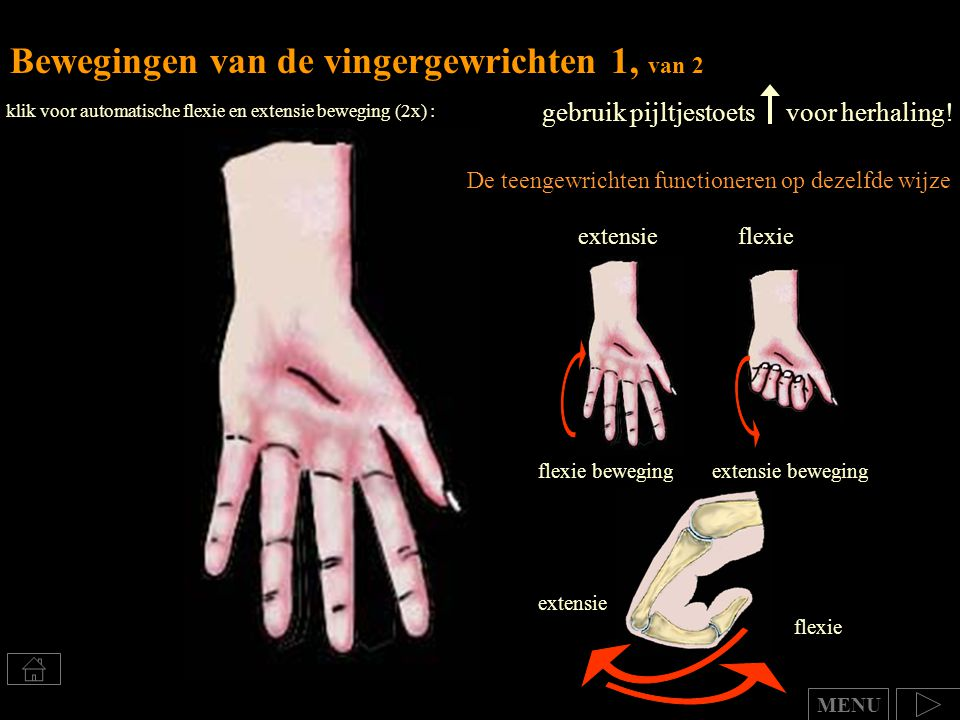 Bewegingen van de vingergewrichten 1, van 2
klik voor automatische flexie en extensie beweging (2x) :
gebruik pijltjestoets voor herhaling!
De teengewrichten functioneren op dezelfde wijze
extensie flexie
flexie beweging extensie beweging
extensie
flexie
MENU